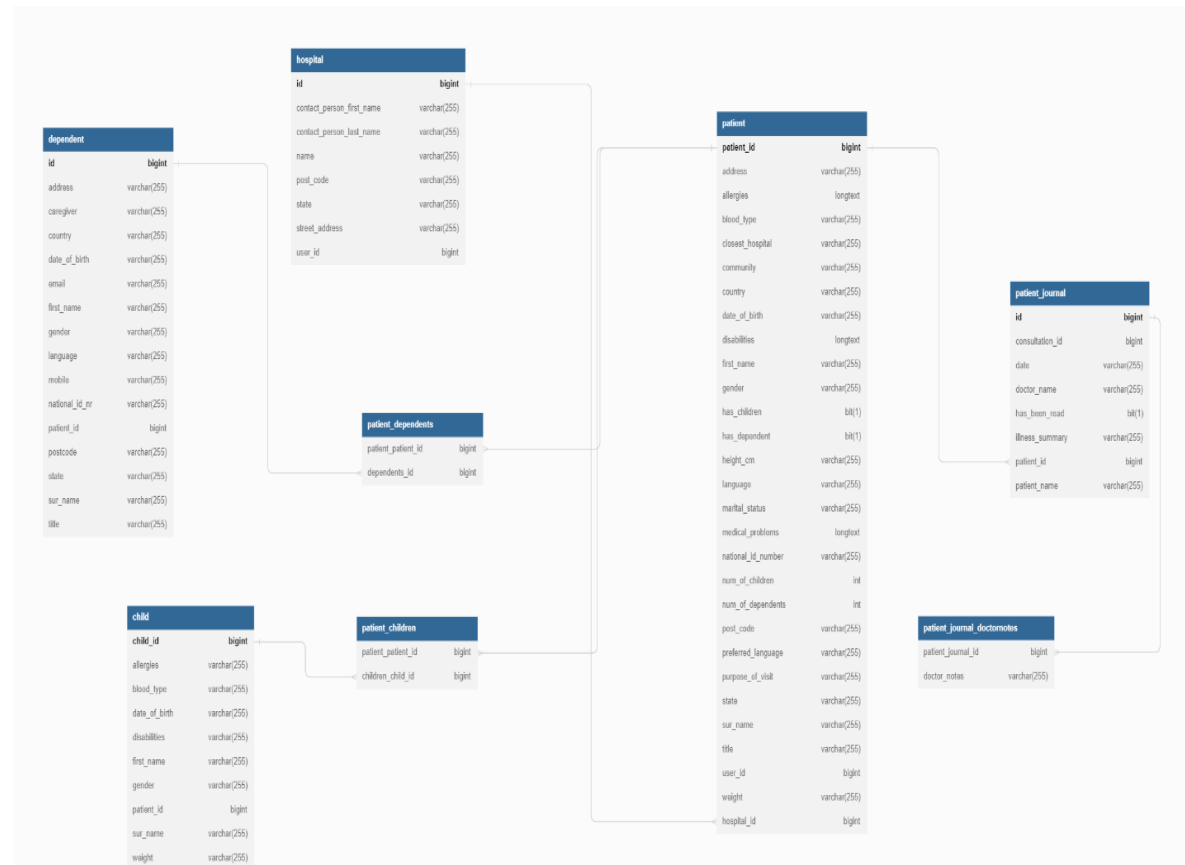 hospital
id bigint
contact_person_first_name varchar(255)
contact_person_last_name varchar(255)
name varchar(255)
post_code varchar(255)
state varchar(255)
street_address varchar(255)
user_id bigint
dependent
id bigint
address varchar(255)
caregiver varchar(255)
country varchar(255)
date_of_birth varchar(255)
email varchar(255)
first_name varchar(255)
gender varchar(255)
language varchar(255)
mobile varchar(255)
national_id_nr varchar(255)
patient_id bigint
postcode varchar(255)
state varchar(255)
sur_name varchar(255)
title varchar(255)
patient
patient_id bigint
address varchar(255)
allergies longtext
blood_type varchar(255)
closest_hospital varchar(255)
community varchar(255)
country varchar(255)
date_of_birth varchar(255)
disabilities longtext
first_name varchar(255)
gender varchar(255)
has_children bit(1)
has_dependent bit(1)
height_cm varchar(255)
language varchar(255)
marital_status varchar(255)
medical_problems longtext
national_id_number varchar(255)
num_of_children int
num_of_dependents int
post_code varchar(255)
preferred_language varchar(255)
purpose_of_visit varchar(255)
state varchar(255)
sur_name varchar(255)
title varchar(255)
user_id bigint
weight varchar(255)
hospital_id bigint
patient_journal
id bigint
consultation_id bigint
date varchar(255)
doctor_name varchar(255)
has_been_read bit(1)
illness_summary varchar(255)
patient_id bigint
patient_name varchar(255)
patient_dependents
patient_patient_id bigint
dependents_id bigint
child
child_id bigint
allergies varchar(255)
blood_type varchar(255)
date_of_birth varchar(255)
disabilities varchar(255)
first_name varchar(255)
gender varchar(255)
patient_id bigint
sur_name varchar(255)
weight varchar(255)
patient_children
patient_patient_id bigint
children_child_id bigint
patient_journal_doctornotes
patient_journal_id bigint
doctor_notes varchar(255)